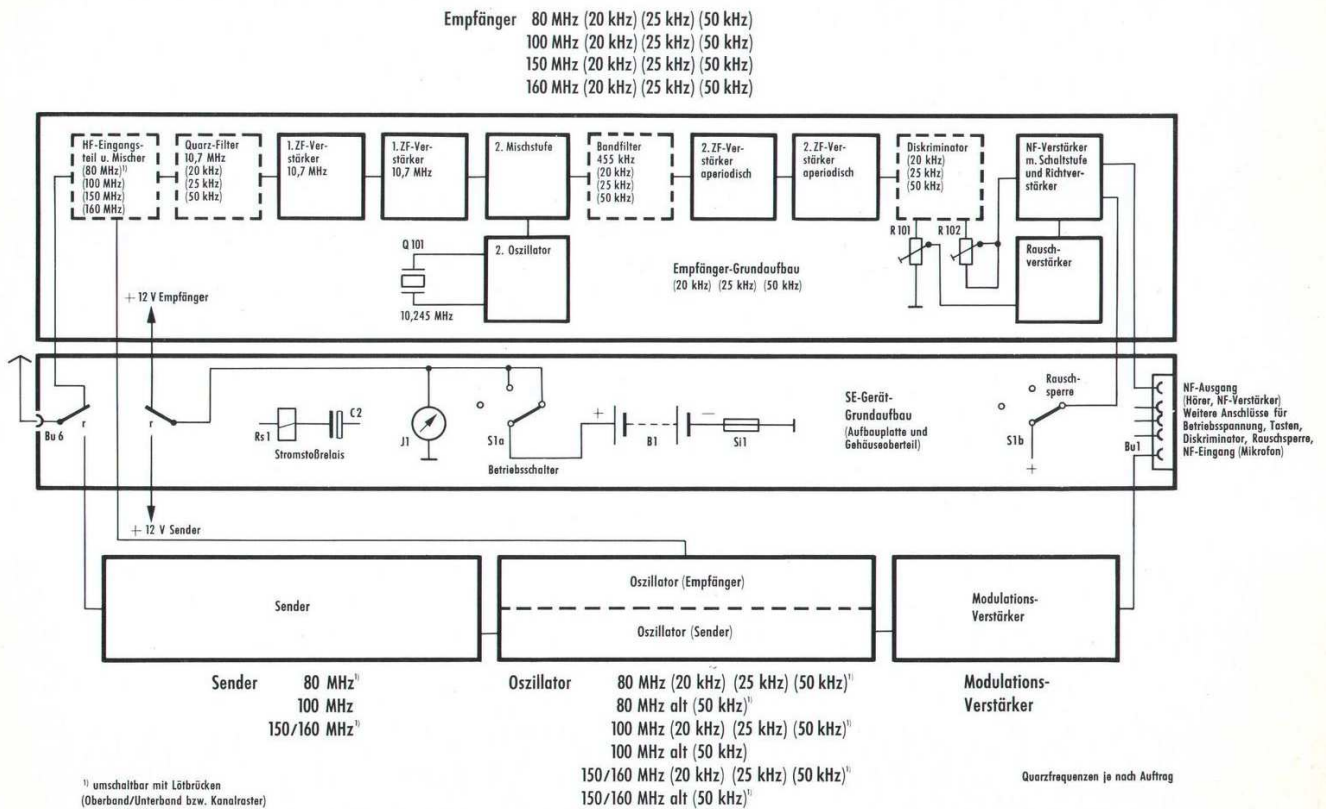 Empfänger 80 MHz (20 kHz) (25 kHz) (50 kHz)
100 MHz (20 kHz) (25 kHz) (50 kHz)
150 MHz (20 kHz) (25 kHz) (50 kHz)
160 MHz (20 kHz) (25 kHz) (50 kHz)
HF-Eingangs-
teil u. Mischer
(80 MHz)¹⁾
(100 MHz)
(150 MHz)
(160 MHz)
Quarz-Filter
10,7 MHz
(20 kHz)
(25 kHz)
(50 kHz)
1. ZF-Ver-
stärker
10,7 MHz
1. ZF-Ver-
stärker
10,7 MHz
2. Mischstufe
Bandfilter
455 kHz
(20 kHz)
(25 kHz)
(50 kHz)
2. ZF-Ver-
stärker
aperiodisch
2. ZF-Ver-
stärker
aperiodisch
Diskriminator
(20 kHz)
(25 kHz)
(50 kHz)
NF-Verstärker
m. Schaltstufe
und Richtver-
stärker
R 101
R 102
Q 101
10,245 MHz
2. Oszillator
Empfänger-Grundaufbau
(20 kHz) (25 kHz) (50 kHz)
Rausch-
verstärker
+ 12 V Empfänger
Bu 6
r
r
Rs 1
C 2
Stromstoßrelais
J1
S1a
Betriebsschalter
+
B1
−
Si1
SE-Gerät-
Grundaufbau
(Aufbauplatte und
Gehäuseoberteil)
Rausch-
sperre
S1b
+
Bu1
NF-Ausgang
(Hörer, NF-Verstärker)
Weitere Anschlüsse für
Betriebsspannung, Tasten,
Diskriminator, Rauschsperre,
NF-Eingang (Mikrofon)
+ 12 V Sender
Sender
Oszillator (Empfänger)
Oszillator (Sender)
Modulations-
Verstärker
Sender 80 MHz¹⁾
100 MHz
150/160 MHz¹⁾
Oszillator 80 MHz (20 kHz) (25 kHz) (50 kHz)¹⁾
80 MHz alt (50 kHz)¹⁾
100 MHz (20 kHz) (25 kHz) (50 kHz)¹⁾
100 MHz alt (50 kHz)
150/160 MHz (20 kHz) (25 kHz) (50 kHz)¹⁾
150/160 MHz alt (50 kHz)¹⁾
Modulations-
Verstärker
¹⁾ umschaltbar mit Lötbrücken
(Oberband/Unterband bzw. Kanalraster)
Quarzfrequenzen je nach Auftrag